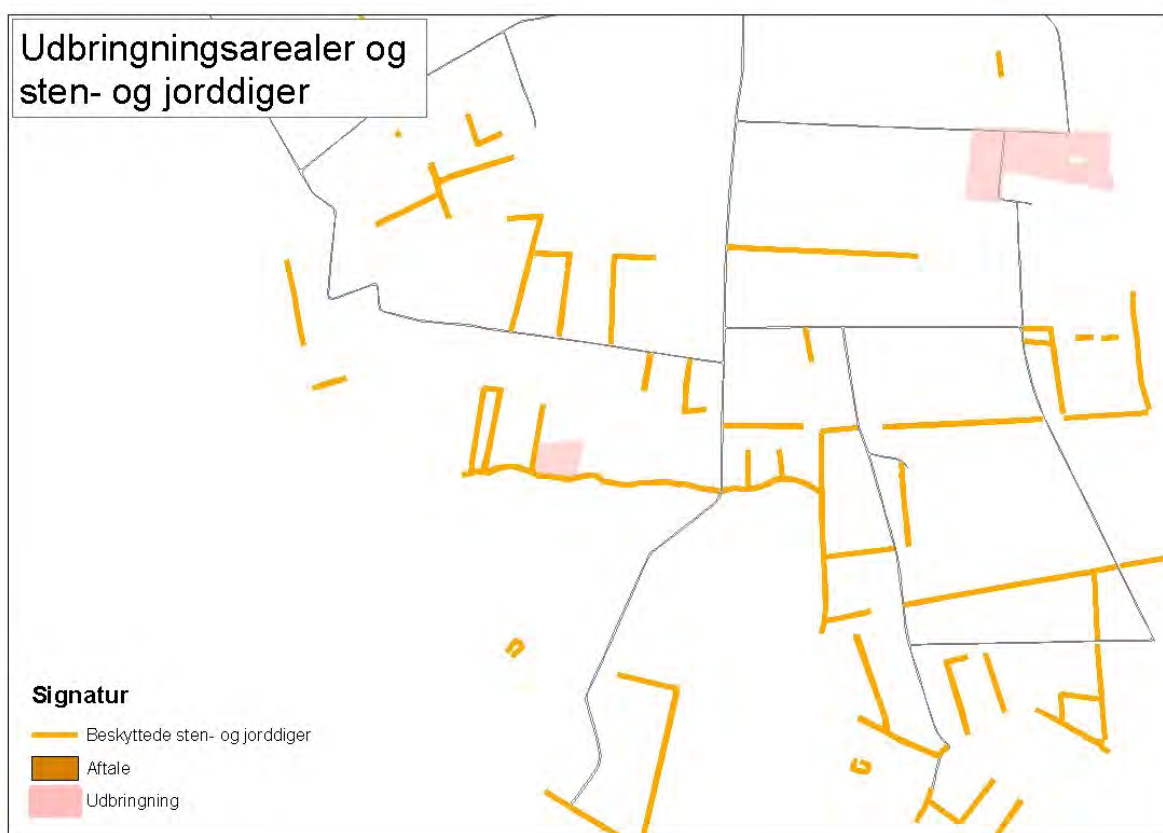 Udbringningsarealer og
sten- og jorddiger
Signatur
Beskyttede sten- og jorddiger
Aftale
Udbringning